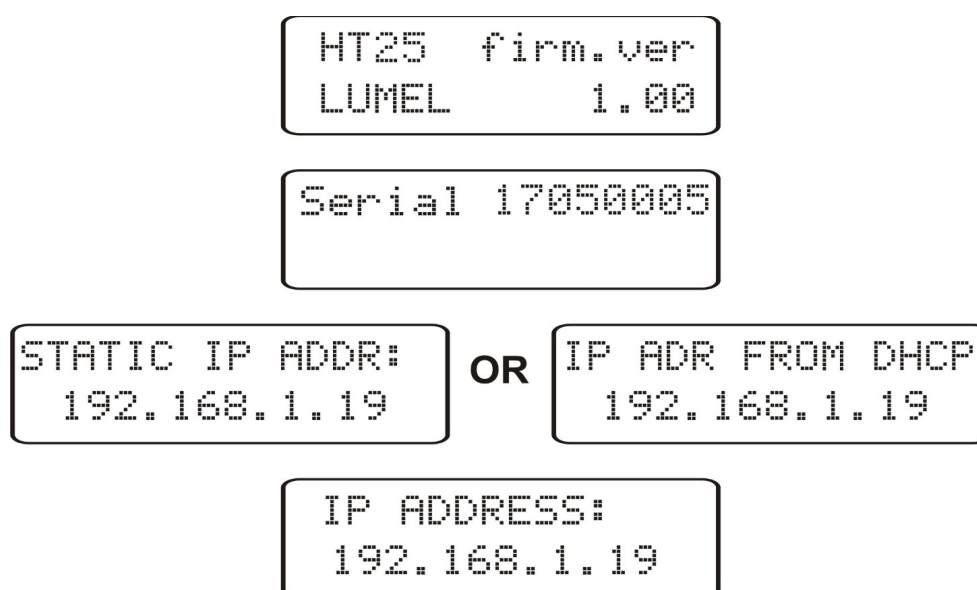 HT25 firm.ver
LUMEL 1.00
Serial 17050005
STATIC IP ADDR:
192.168.1.19
OR
IP ADR FROM DHCP
192.168.1.19
IP ADDRESS:
192.168.1.19